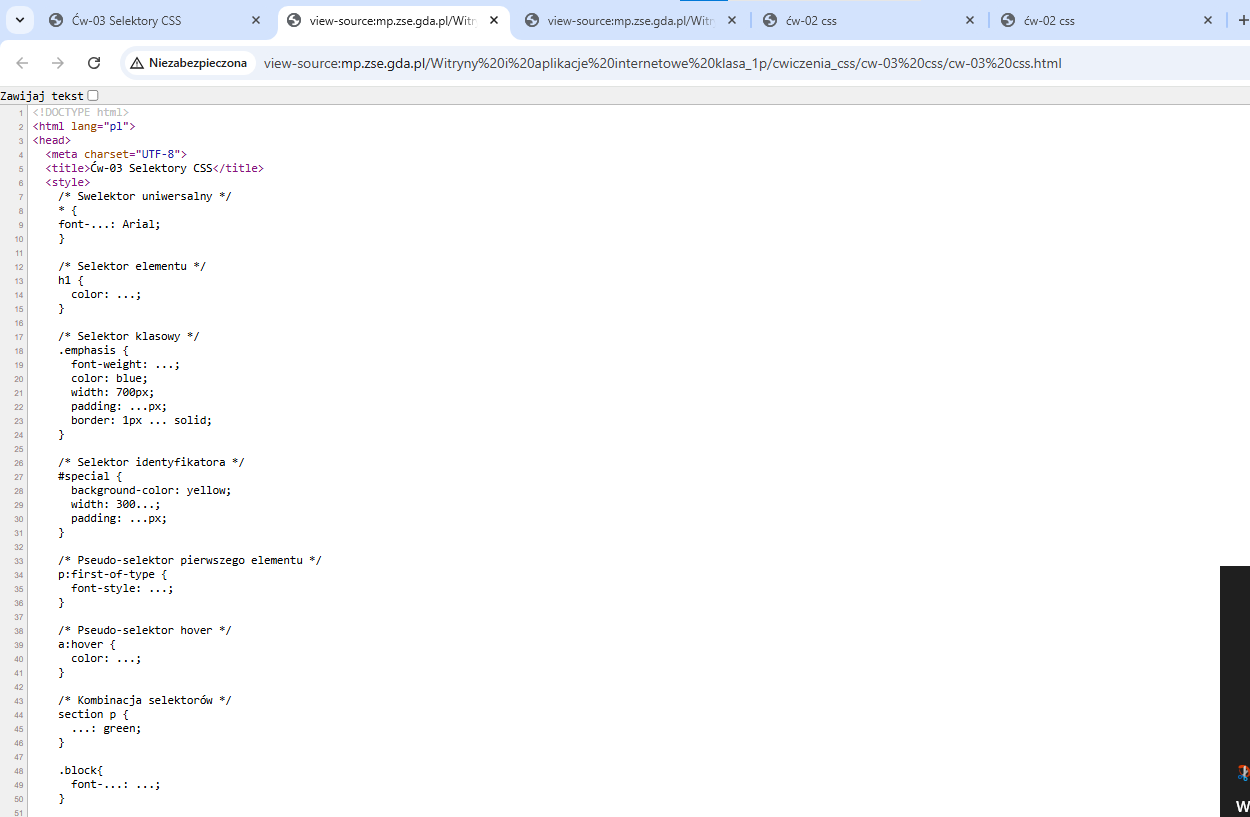 Ćw-03 Selektory CSS
view-source:mp.zse.gda.pl/Witry
view-source:mp.zse.gda.pl/Witry
ćw-02 css
ćw-02 css
Niezabezpieczona
view-source:mp.zse.gda.pl/Witryny%20i%20aplikacje%20internetowe%20klasa_1p/cwiczenia_css/cw-03%20css/cw-03%20css.html
Zawijaj tekst
1 <!DOCTYPE html>
2 <html lang="pl">
3 <head>
4 <meta charset="UTF-8">
5 <title>Ćw-03 Selektory CSS</title>
6 <style>
7 /* Swelektor uniwersalny */
8 * {
9 font-...: Arial;
10 }
11
12 /* Selektor elementu */
13 h1 {
14 color: ...;
15 }
16
17 /* Selektor klasowy */
18 .emphasis {
19 font-weight: ...;
20 color: blue;
21 width: 700px;
22 padding: ...px;
23 border: 1px ... solid;
24 }
25
26 /* Selektor identyfikatora */
27 #special {
28 background-color: yellow;
29 width: 300...;
30 padding: ...px;
31 }
32
33 /* Pseudo-selektor pierwszego elementu */
34 p:first-of-type {
35 font-style: ...;
36 }
37
38 /* Pseudo-selektor hover */
39 a:hover {
40 color: ...;
41 }
42
43 /* Kombinacja selektorów */
44 section p {
45 ...: green;
46 }
47
48 .block{
49 font-...: ...;
50 }
51
W